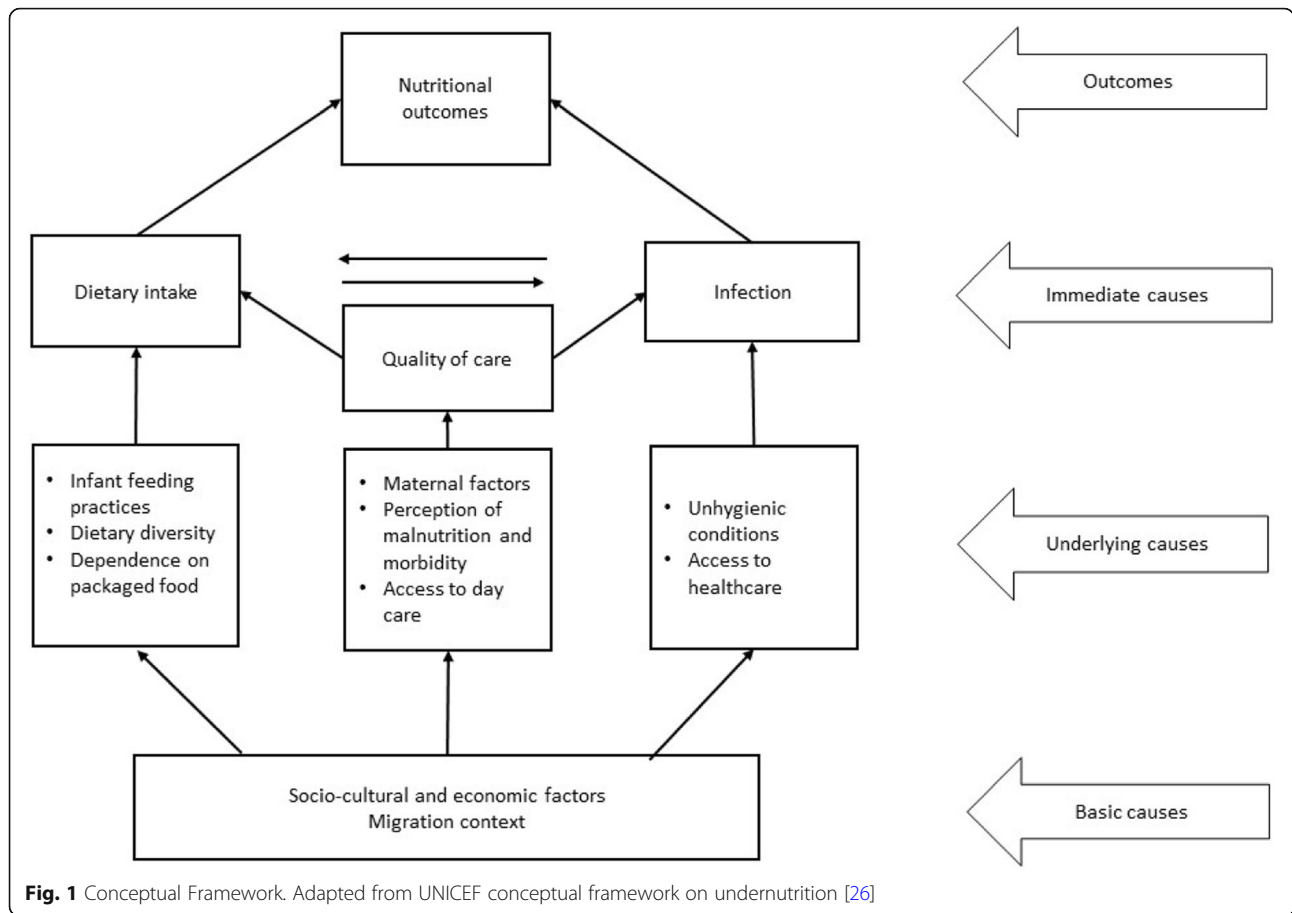 Nutritional
outcomes
Outcomes
Dietary intake
Infection
Immediate causes
Quality of care
• Infant feeding
practices
• Dietary diversity
• Dependence on
packaged food
• Maternal factors
• Perception of
malnutrition and
morbidity
• Access to day
care
• Unhygienic
conditions
• Access to
healthcare
Underlying causes
Socio-cultural and economic factors
Migration context
Basic causes
Fig. 1 Conceptual Framework. Adapted from UNICEF conceptual framework on undernutrition [26]